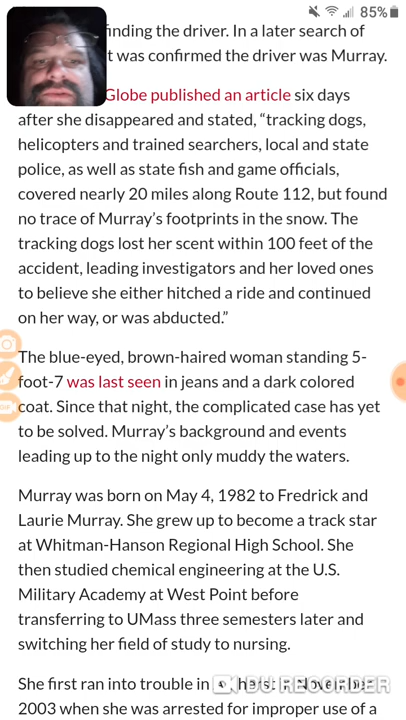 85%
finding the driver. In a later search of
t was confirmed the driver was Murray.
Globe published an article six days
after she disappeared and stated, “tracking dogs,
helicopters and trained searchers, local and state
police, as well as state fish and game officials,
covered nearly 20 miles along Route 112, but found
no trace of Murray’s footprints in the snow. The
tracking dogs lost her scent within 100 feet of the
accident, leading investigators and her loved ones
to believe she either hitched a ride and continued
on her way, or was abducted.”
The blue-eyed, brown-haired woman standing 5-
foot-7 was last seen in jeans and a dark colored
coat. Since that night, the complicated case has yet
to be solved. Murray’s background and events
leading up to the night only muddy the waters.
Murray was born on May 4, 1982 to Fredrick and
Laurie Murray. She grew up to become a track star
at Whitman-Hanson Regional High School. She
then studied chemical engineering at the U.S.
Military Academy at West Point before
transferring to UMass three semesters later and
switching her field of study to nursing.
She first ran into trouble in November
DU RECORDER
2003 when she was arrested for improper use of a